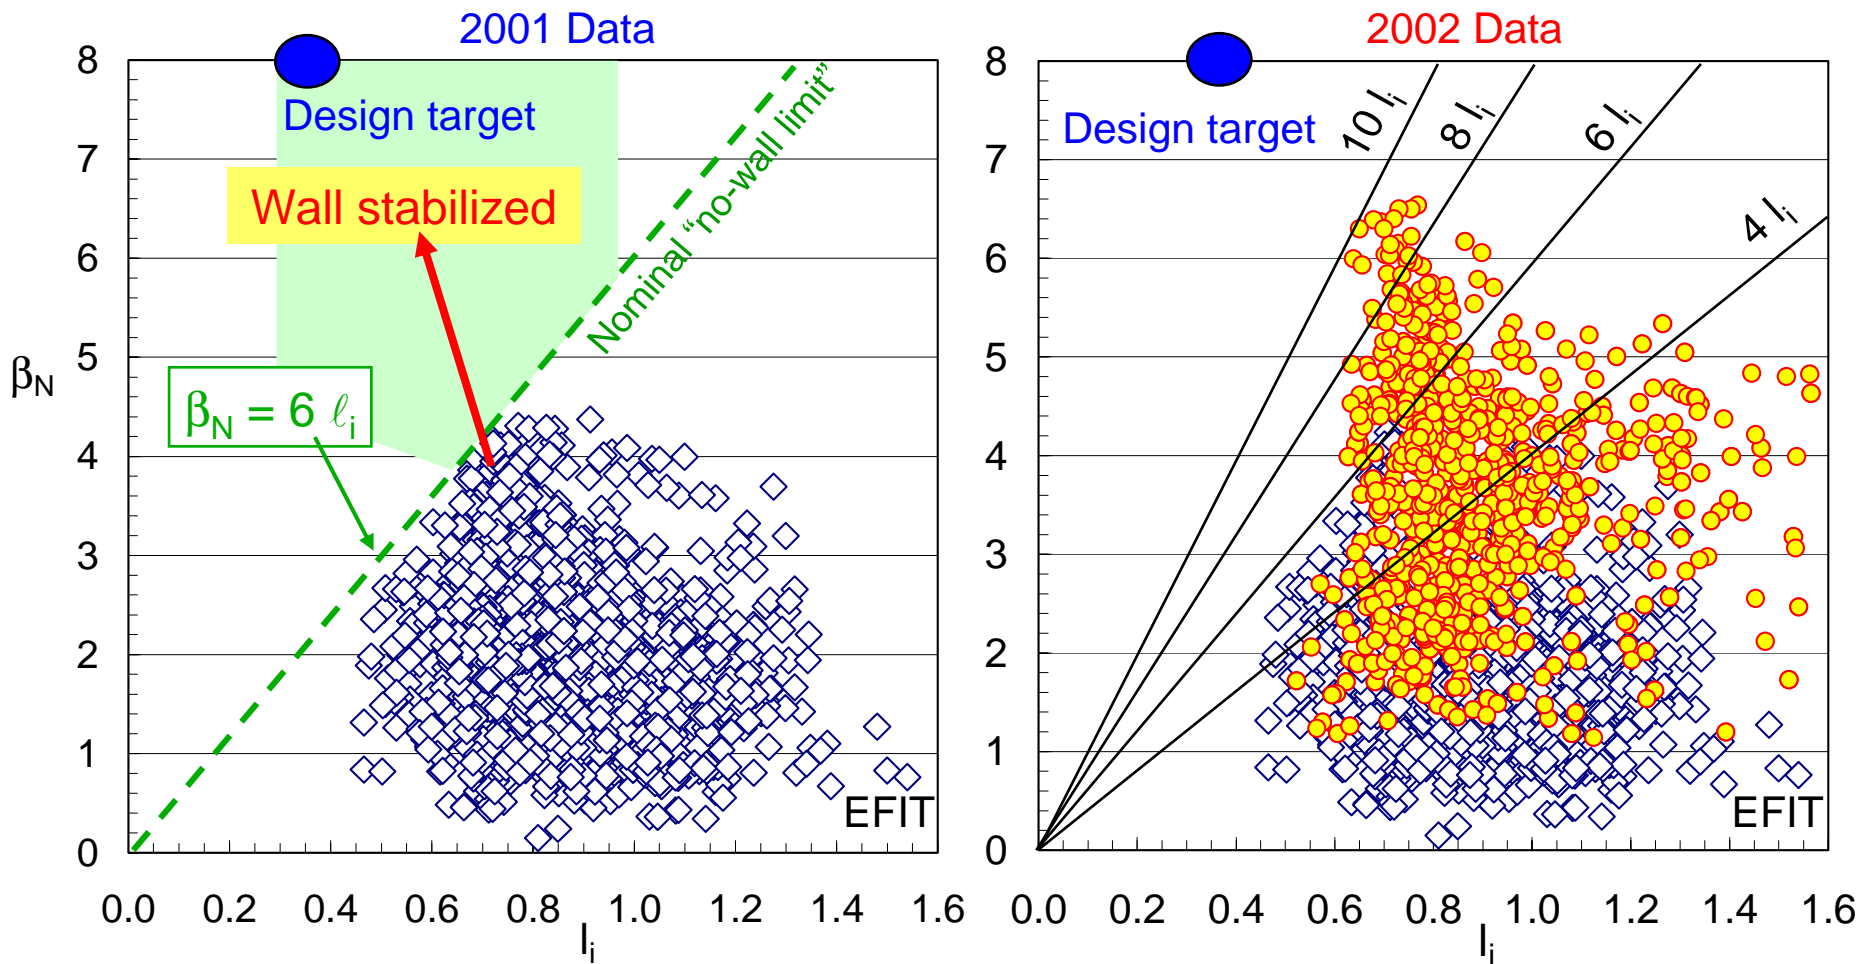 2001 Data
8
7
6
5
4
3
2
1
0
βN
Design target
Wall stabilized
Nominal “no-wall limit”
βN = 6 ℓi
EFIT
0.0 0.2 0.4 0.6 0.8 1.0 1.2 1.4 1.6
li
2002 Data
8
7
6
5
4
3
2
1
0
Design target
10 li
8 li
6 li
4 li
EFIT
0.0 0.2 0.4 0.6 0.8 1.0 1.2 1.4 1.6
li